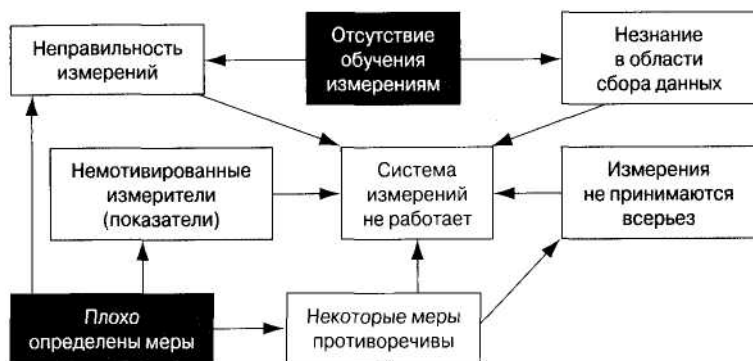 Неправильность
измерений
Отсутствие
обучения
измерениям
Незнание
в области
сбора данных
Немотивированные
измерители
(показатели)
Система
измерений
не работает
Измерения
не принимаются
всерьез
Плохо
определены меры
Некоторые меры
противоречивы